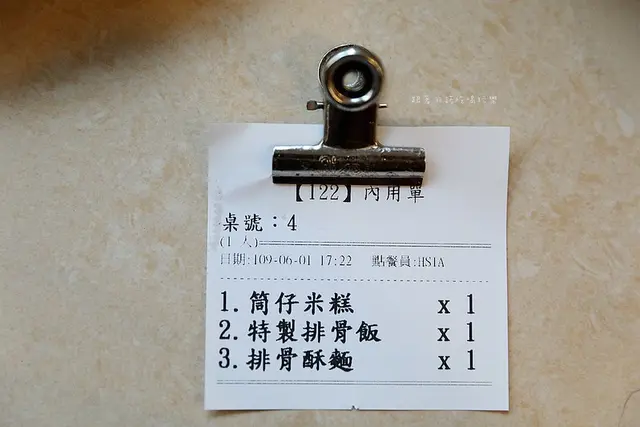 【122】內用單
桌號：4
(1 人)
日期:109-06-01 17:22 點餐員:HSIA
1. 筒仔米糕 x 1
2. 特製排骨飯 x 1
3. 排骨酥麵 x 1